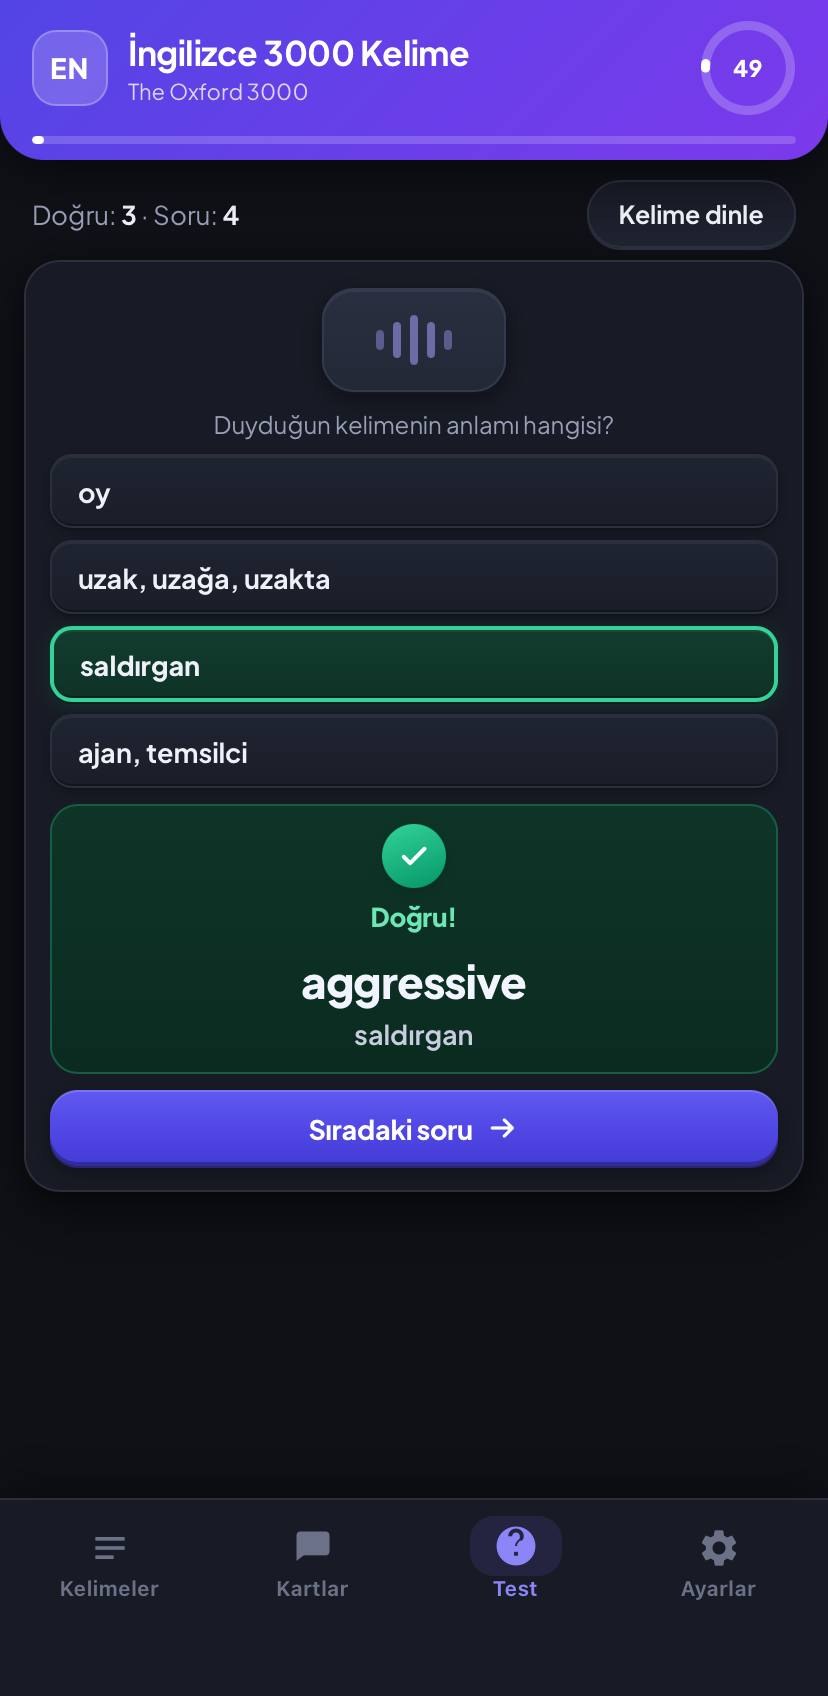 EN
İngilizce 3000 Kelime
The Oxford 3000
49
Doğru: 3 · Soru: 4
Kelime dinle
Duyduğun kelimenin anlamı hangisi?
oy
uzak, uzağa, uzakta
saldırgan
ajan, temsilci
Doğru!
aggressive
saldırgan
Sıradaki soru →
Kelimeler
Kartlar
Test
Ayarlar